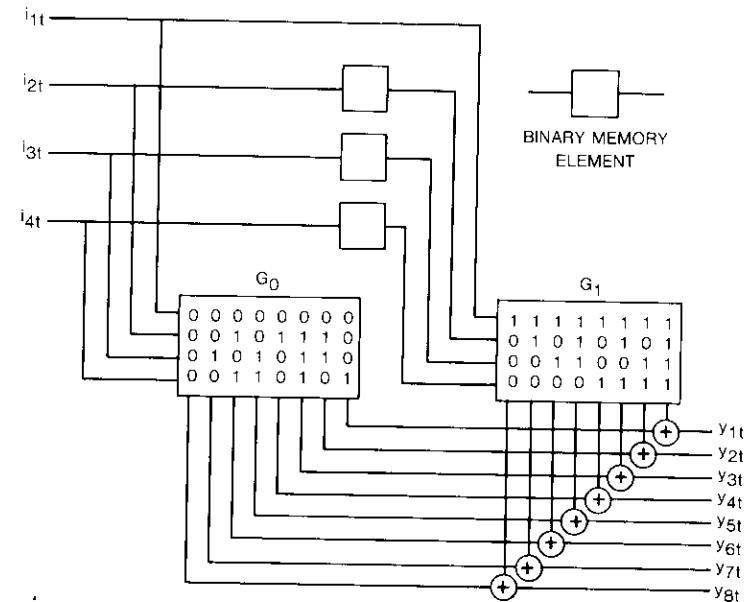 i1t
i2t
i3t
i4t
BINARY MEMORY
ELEMENT
G0
0 0 0 0 0 0 0 0
0 0 1 0 1 1 1 0
0 1 0 1 0 1 1 0
0 0 1 1 0 1 0 1
G1
1 1 1 1 1 1 1 1
0 1 0 1 0 1 0 1
0 0 1 1 0 0 1 1
0 0 0 0 1 1 1 1
+ y1t
+ y2t
+ y3t
+ y4t
+ y5t
+ y6t
+ y7t
+ y8t